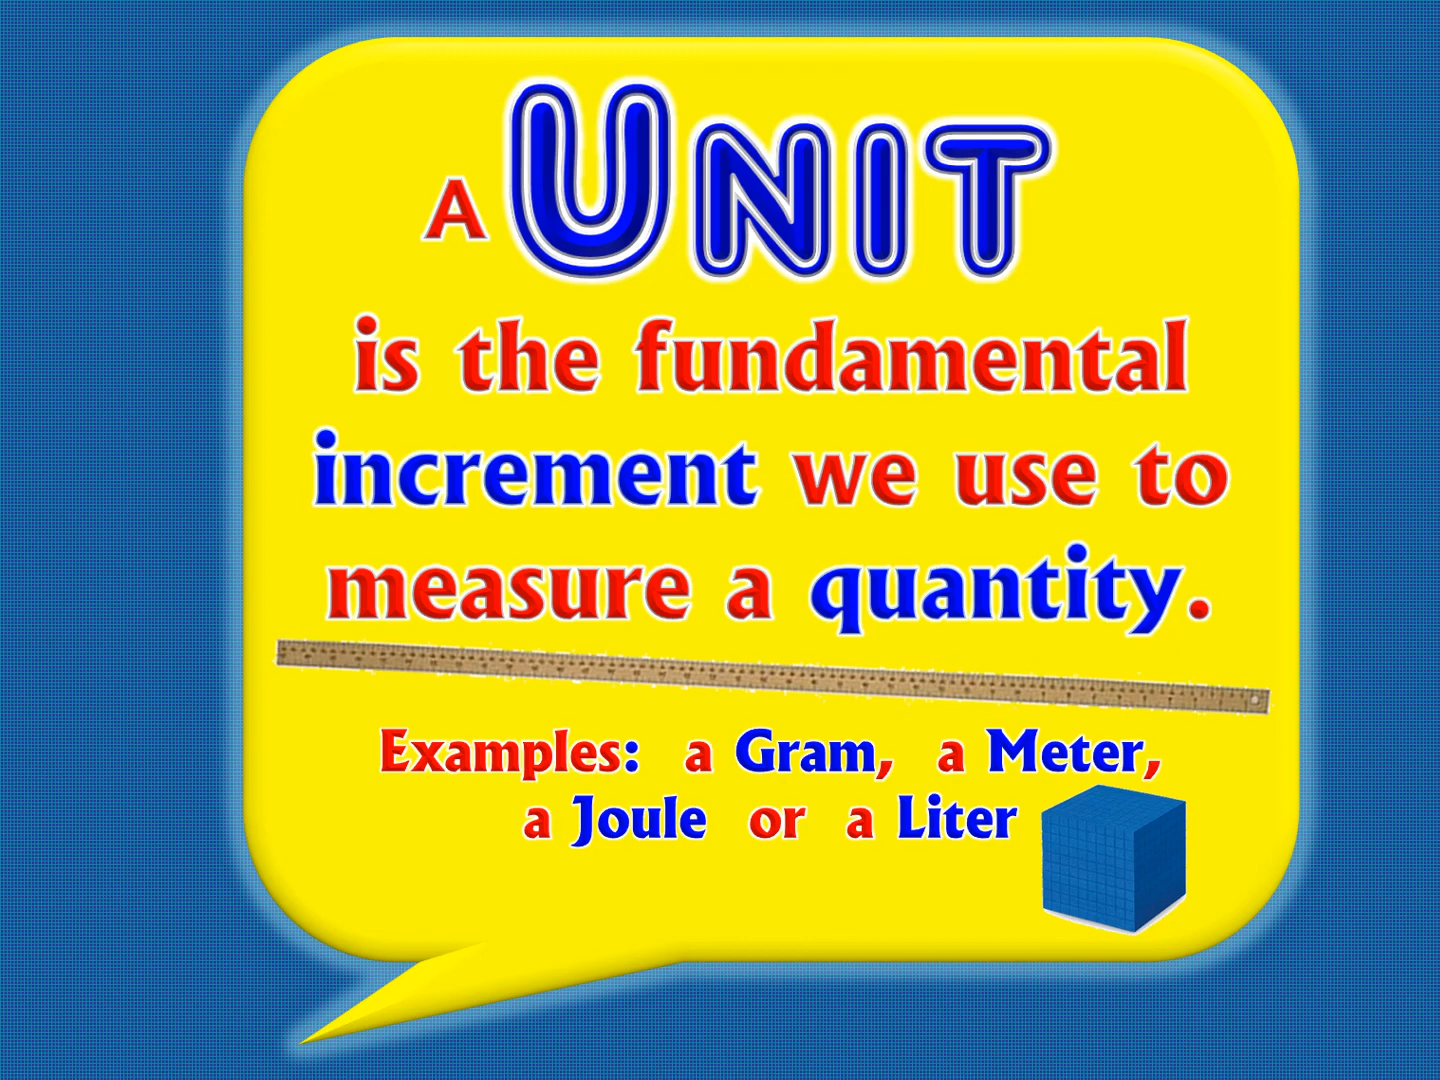 A UNIT
is the fundamental
increment we use to
measure a quantity.
Examples: a Gram, a Meter,
a Joule or a Liter